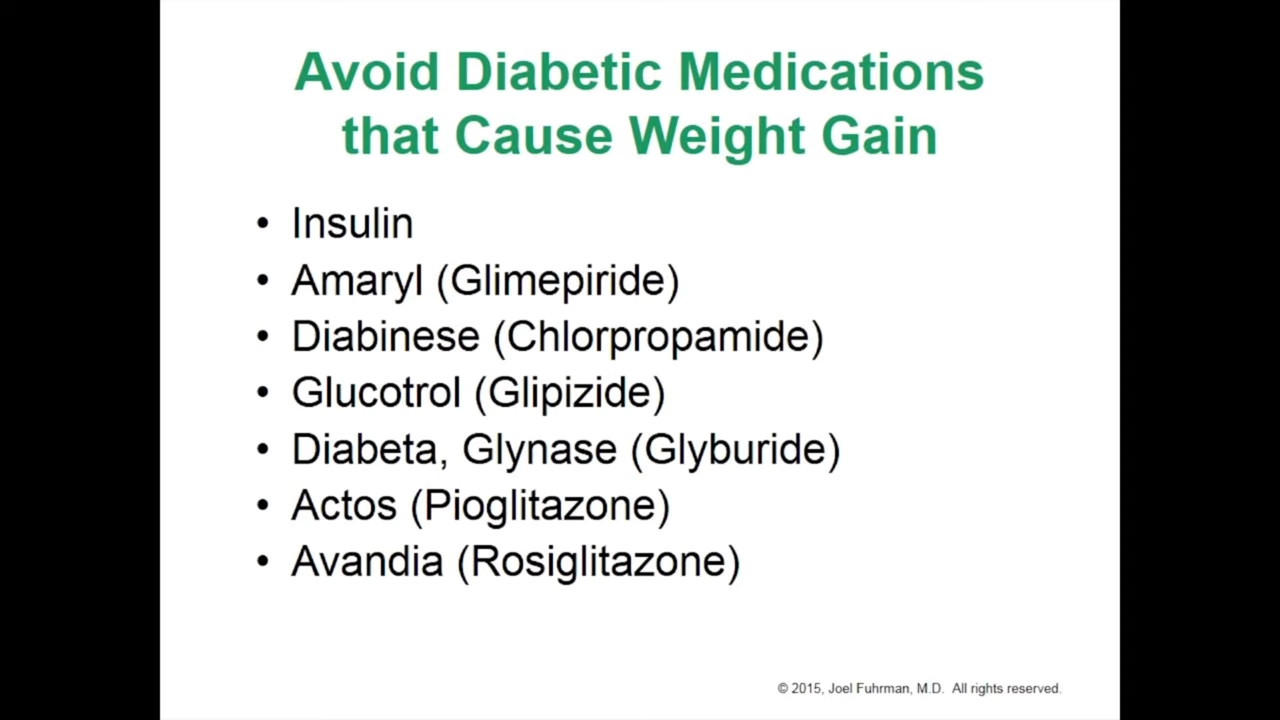 Avoid Diabetic Medications
that Cause Weight Gain
• Insulin
• Amaryl (Glimepiride)
• Diabinese (Chlorpropamide)
• Glucotrol (Glipizide)
• Diabeta, Glynase (Glyburide)
• Actos (Pioglitazone)
• Avandia (Rosiglitazone)
© 2015, Joel Fuhrman, M.D. All rights reserved.